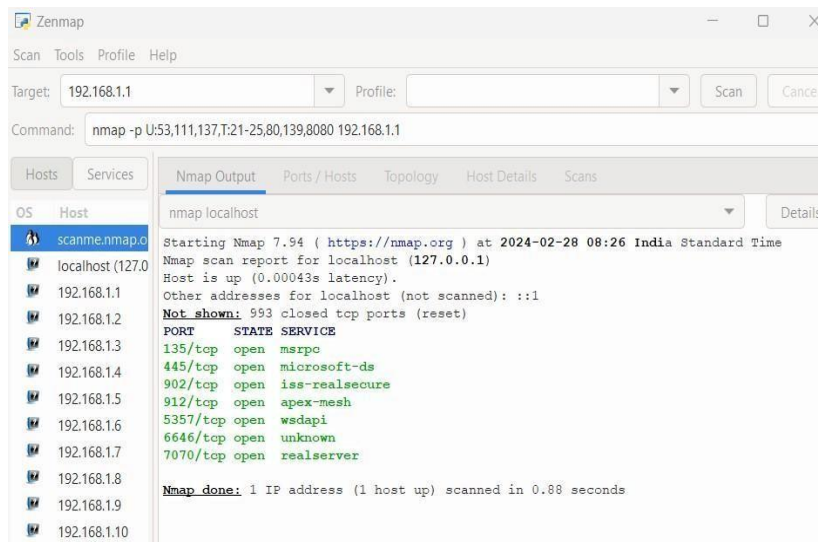 Zenmap
Scan Tools Profile Help
Target: 192.168.1.1 Profile: Scan Cance
Command: nmap -p U:53,111,137,T:21-25,80,139,8080 192.168.1.1
Hosts Services
Nmap Output Ports / Hosts Topology Host Details Scans
OS Host
nmap localhost Details
scanme.nmap.o
localhost (127.0
192.168.1.1
192.168.1.2
192.168.1.3
192.168.1.4
192.168.1.5
192.168.1.6
192.168.1.7
192.168.1.8
192.168.1.9
192.168.1.10
Starting Nmap 7.94 ( https://nmap.org ) at 2024-02-28 08:26 India Standard Time
Nmap scan report for localhost (127.0.0.1)
Host is up (0.00043s latency).
Other addresses for localhost (not scanned): ::1
Not shown: 993 closed tcp ports (reset)
PORT STATE SERVICE
135/tcp open msrpc
445/tcp open microsoft-ds
902/tcp open iss-realsecure
912/tcp open apex-mesh
5357/tcp open wsdapi
6646/tcp open unknown
7070/tcp open realserver
Nmap done: 1 IP address (1 host up) scanned in 0.88 seconds